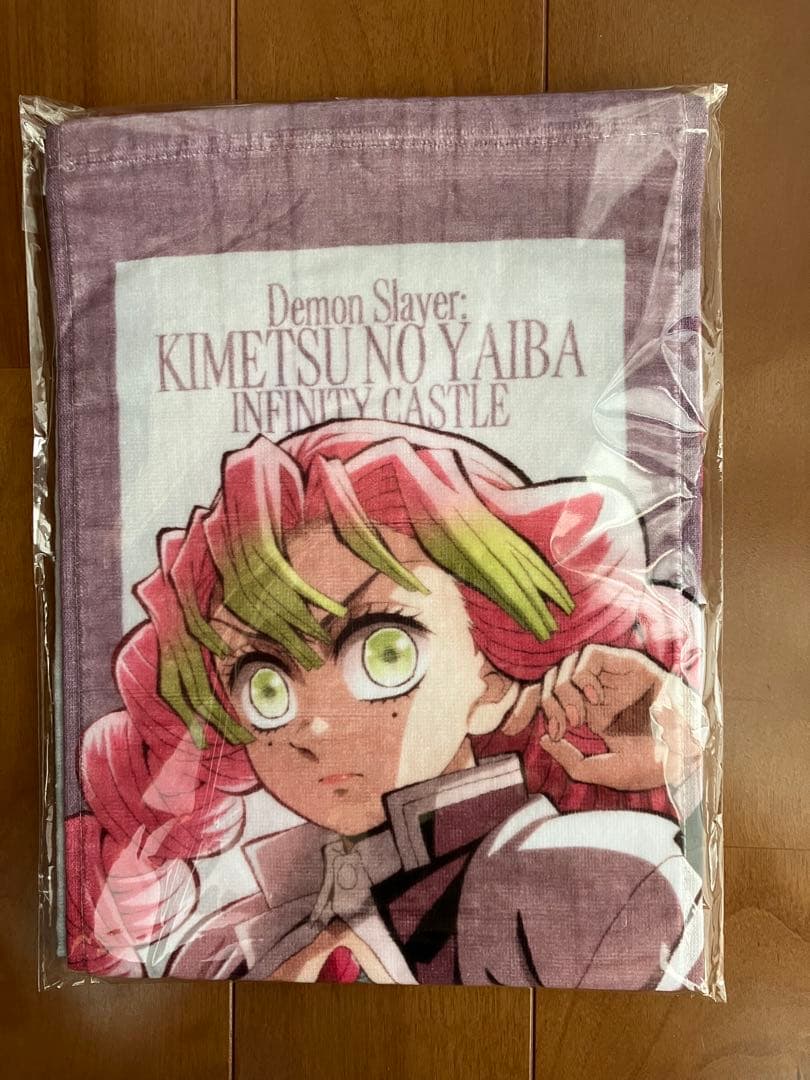 Demon Slayer:
KIMETSU NO YAIBA
INFINITY CASTLE